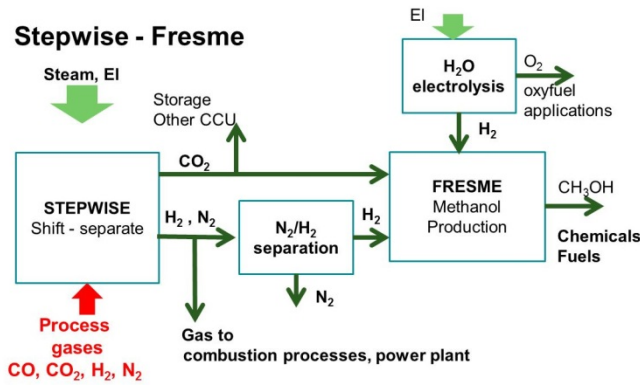 Stepwise - Fresme
El
Steam, El
H₂O
electrolysis
O₂
oxyfuel
applications
Storage
Other CCU
H₂
CO₂
STEPWISE
Shift - separate
H₂ , N₂
N₂/H₂
separation
H₂
FRESME
Methanol
Production
CH₃OH
Chemicals
Fuels
N₂
Process
gases
CO, CO₂, H₂, N₂
Gas to
combustion processes, power plant